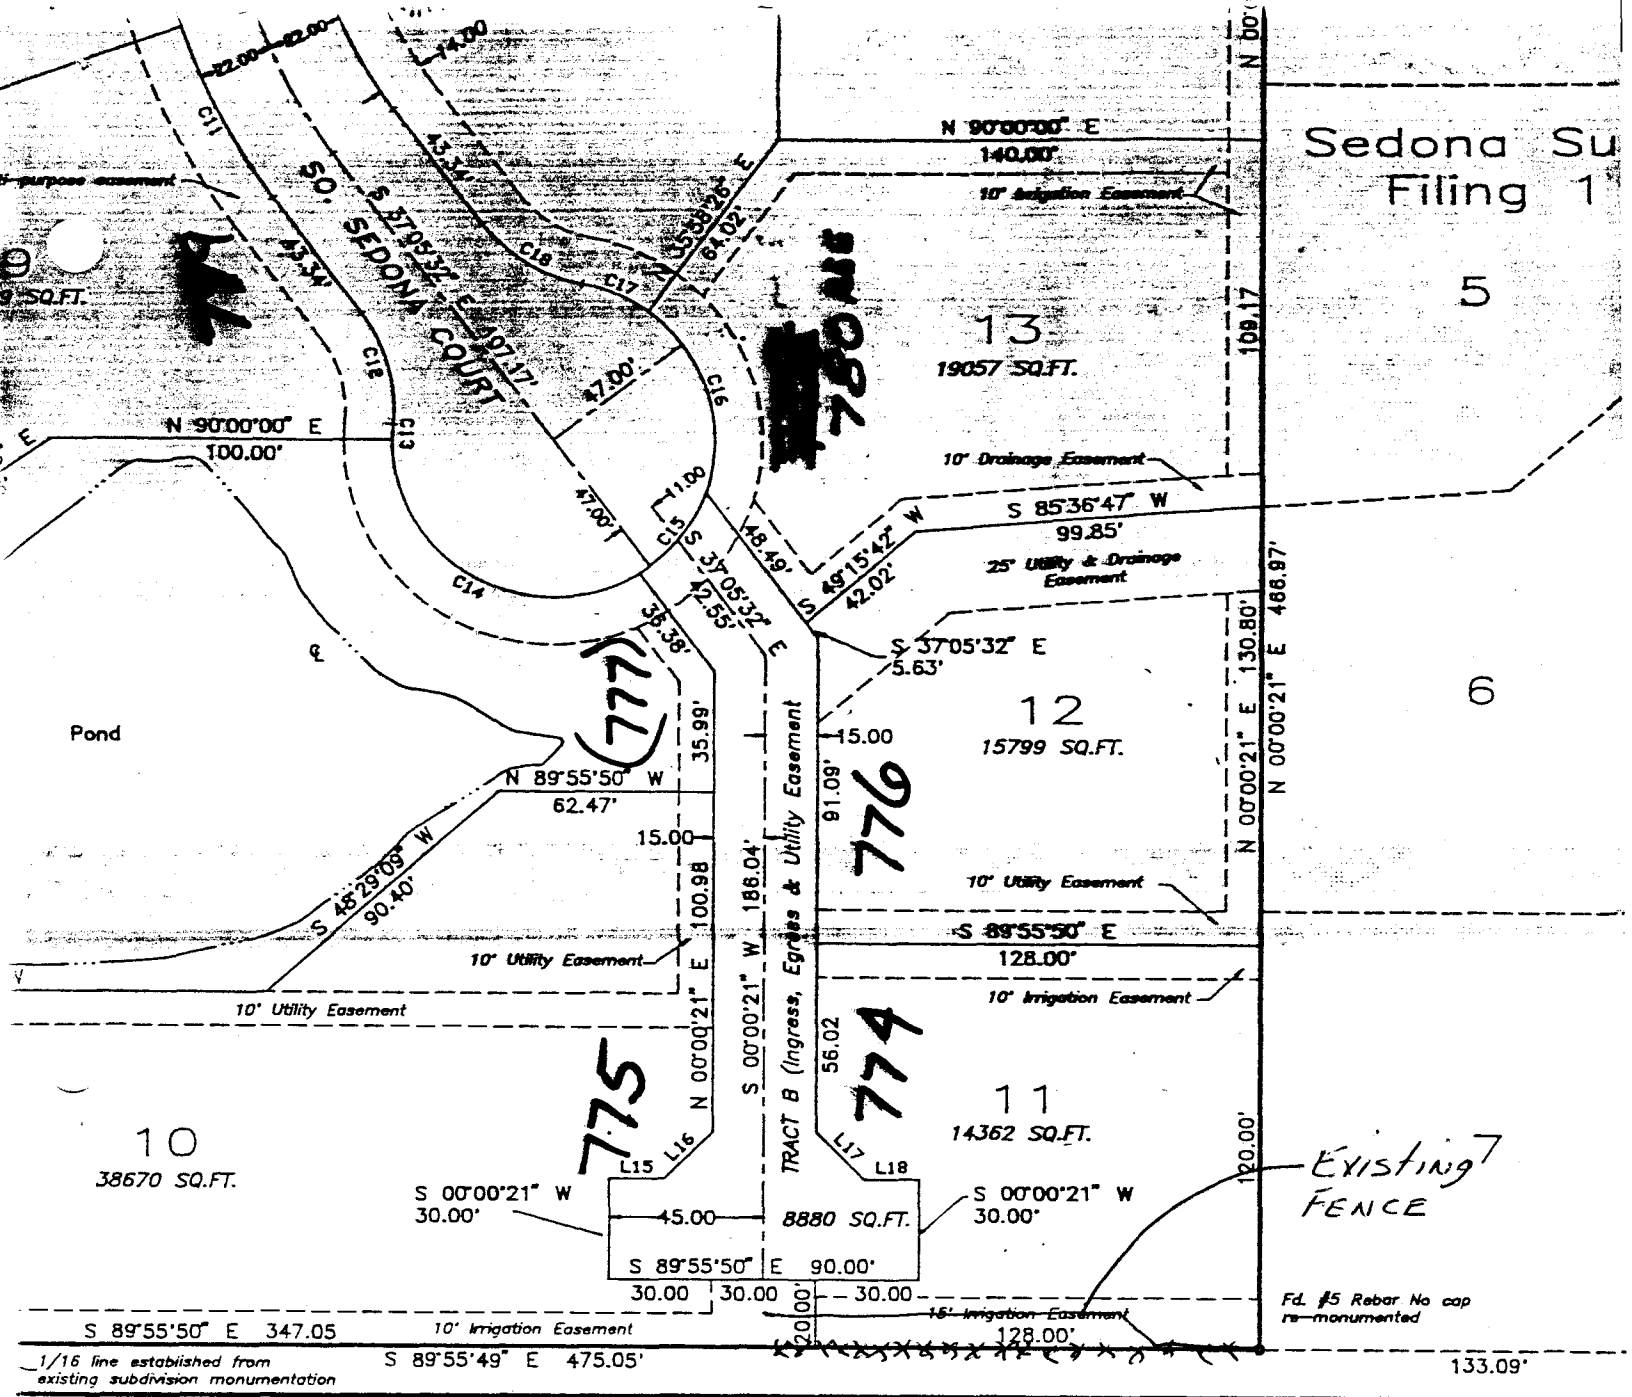 22.00
22.00
14.00
N 00°
C11
N 90°00'00" E
140.00'
Sedona Su
Filing 1
10' Irrigation Easement
purpose easement
SO. SEDONA COURT
S 37°05'32" E 407.17'
43.34'
43.34'
N 35°58'26" E
64.02'
C18
C17
SQ.FT.
780
13
19057 SQ.FT.
109.17
5
C12
C13
47.00'
C16
N 90°00'00" E
100.00'
E
10' Drainage Easement
S 85°36'47" W
99.85'
11.00
47.00'
C15
48.49'
S 49°15'42" W
42.02'
25' Utility & Drainage
Easement
C14
S 37°05'32" E
42.55'
36.38'
S 37°05'32" E
5.63'
N 00°00'21" E 130.80'
N 00°00'21" E 466.97'
(777)
12
15799 SQ.FT.
6
Pond
35.99'
15.00
N 89°55'50" W
62.47'
91.09'
776
15.00
S 48°29'09" W
90.40'
10' Utility Easement
S 89°55'50" E
128.00'
10' Utility Easement
10' Irrigation Easement
10' Utility Easement
N 00°00'21" E 100.98
S 00°00'21" W 186.04'
TRACT B (Ingress, Egress & Utility Easement
56.02
774
775
11
14362 SQ.FT.
10
38670 SQ.FT.
L16
L15
L17
L18
120.00'
Existing
FENCE
S 00°00'21" W
30.00'
45.00
8880 SQ.FT.
S 00°00'21" W
30.00'
S 89°55'50" E 90.00'
30.00
30.00
30.00
20.00'
15' Irrigation Easement
128.00'
Fd. #5 Rebar No cap
re-monumented
S 89°55'50" E 347.05
10' Irrigation Easement
1/16 line established from
existing subdivision monumentation
S 89°55'49" E 475.05'
133.09'